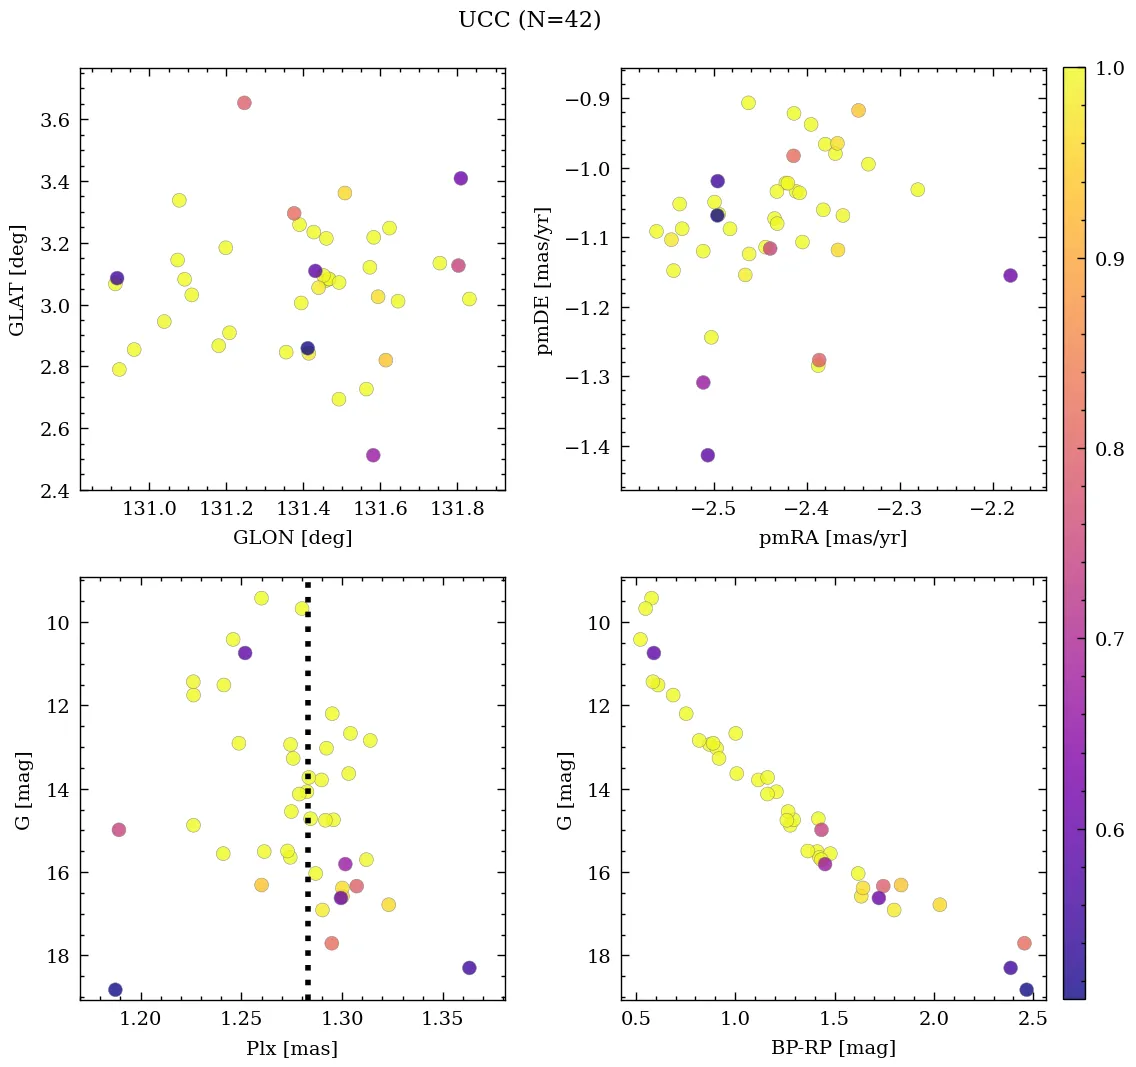 UCC (N=42)
3.6
3.4
3.2
3.0
2.8
2.6
2.4
GLAT [deg]
131.0 131.2 131.4 131.6 131.8
GLON [deg]
−0.9
−1.0
−1.1
−1.2
−1.3
−1.4
pmDE [mas/yr]
−2.5 −2.4 −2.3 −2.2
pmRA [mas/yr]
1.0
0.9
0.8
0.7
0.6
10
12
14
16
18
G [mag]
1.20 1.25 1.30 1.35
Plx [mas]
10
12
14
16
18
G [mag]
0.5 1.0 1.5 2.0 2.5
BP-RP [mag]